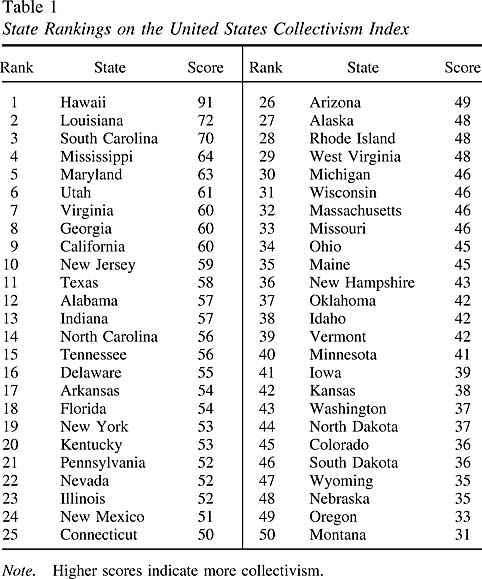 Table 1
State Rankings on the United States Collectivism Index
Rank State Score Rank State Score
1 Hawaii 91 26 Arizona 49
2 Louisiana 72 27 Alaska 48
3 South Carolina 70 28 Rhode Island 48
4 Mississippi 64 29 West Virginia 48
5 Maryland 63 30 Michigan 46
6 Utah 61 31 Wisconsin 46
7 Virginia 60 32 Massachusetts 46
8 Georgia 60 33 Missouri 46
9 California 60 34 Ohio 45
10 New Jersey 59 35 Maine 45
11 Texas 58 36 New Hampshire 43
12 Alabama 57 37 Oklahoma 42
13 Indiana 57 38 Idaho 42
14 North Carolina 56 39 Vermont 42
15 Tennessee 56 40 Minnesota 41
16 Delaware 55 41 Iowa 39
17 Arkansas 54 42 Kansas 38
18 Florida 54 43 Washington 37
19 New York 53 44 North Dakota 37
20 Kentucky 53 45 Colorado 36
21 Pennsylvania 52 46 South Dakota 36
22 Nevada 52 47 Wyoming 35
23 Illinois 52 48 Nebraska 35
24 New Mexico 51 49 Oregon 33
25 Connecticut 50 50 Montana 31
Note. Higher scores indicate more collectivism.